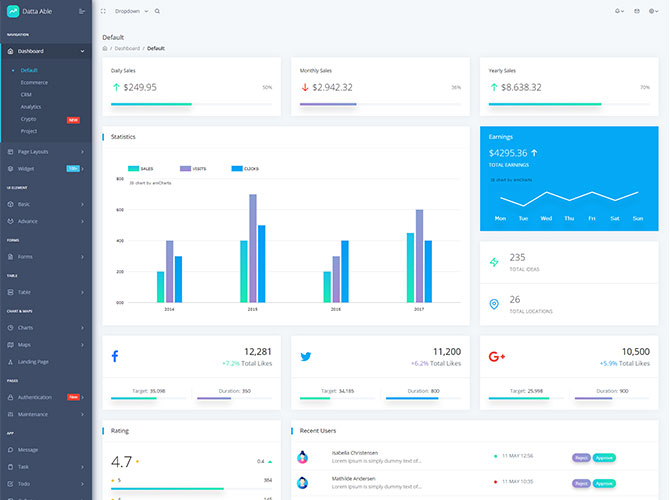 Datta Able
Dropdown
NAVIGATION
Dashboard
Default
Ecommerce
CRM
Analytics
Crypto
NEW
Project
Page Layouts
Widget
100+
UI ELEMENT
Basic
Advance
FORMS
Forms
TABLE
Table
CHART & MAPS
Charts
Maps
Landing Page
PAGES
Authentication
New
Maintenance
APP
Message
Task
Todo
Default
Dashboard / Default
Daily Sales
$249.95
50%
Monthly Sales
$2.942.32
36%
Yearly Sales
$8.638.32
70%
Statistics
SALES
VISITS
CLICKS
JS chart by amCharts
800
600
400
200
000
2014
2015
2016
2017
Earnings
$4295.36
TOTAL EARNINGS
JS chart by amCharts
Mon Tue Wed Thu Fri Sat Sun
235
TOTAL IDEAS
26
TOTAL LOCATIONS
12,281
+7.2% Total Likes
Target: 35,098
Duration: 350
11,200
+6.2% Total Likes
Target: 34,185
Duration: 800
10,500
+5.9% Total Likes
Target: 25,998
Duration: 900
Rating
4.7
0.4
5
384
4
Recent Users
Isabella Christensen
Lorem Ipsum is simply dummy text of...
11 MAY 12:56
Reject
Approve
Mathilde Andersen
Lorem Ipsum is simply dummy text of...
11 MAY 10:35
Reject
Approve